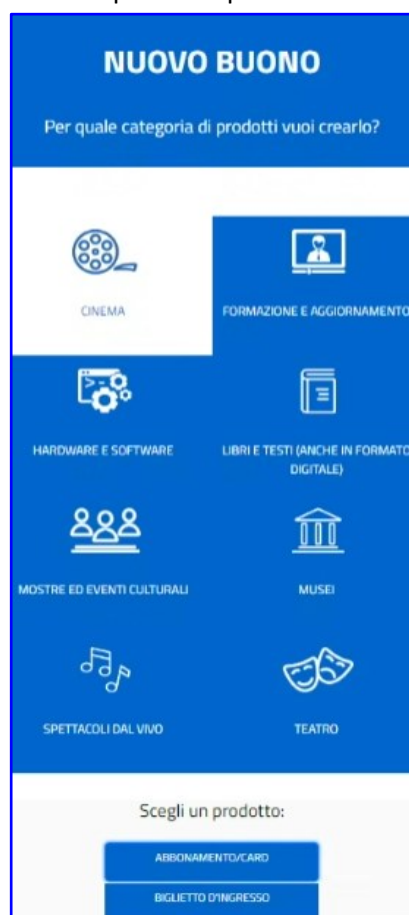 NUOVO BUONO
Per quale categoria di prodotti vuoi crearlo?
CINEMA
FORMAZIONE E AGGIORNAMENTO
HARDWARE E SOFTWARE
LIBRI E TESTI (ANCHE IN FORMATO
DIGITALE)
MOSTRE ED EVENTI CULTURALI
MUSEI
SPETTACOLI DAL VIVO
TEATRO
Scegli un prodotto:
ABBONAMENTO/CARD
BIGLIETTO D'INGRESSO